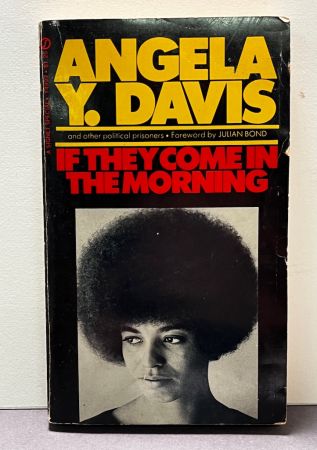 ANGELA
Y. DAVIS
and other political prisoners • Foreword by JULIAN BOND
IF THEY COME IN
THE MORNING